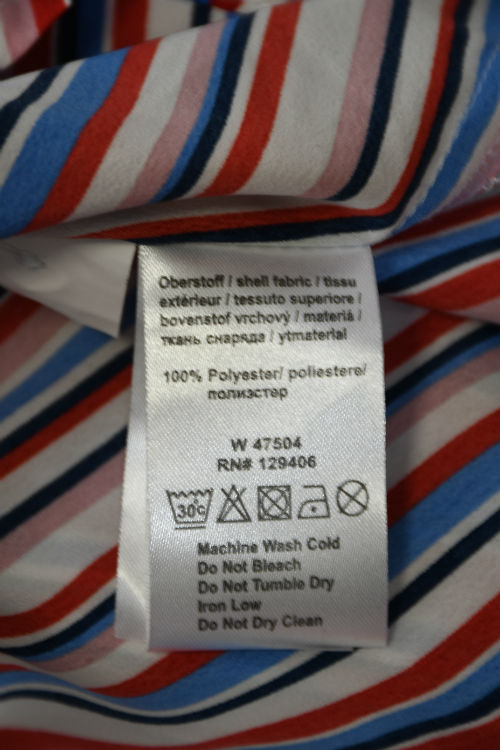 Oberstoff / shell fabric / tissu
extérieur / tessuto superiore /
bovenstof vrchový / materiá /
ткань снаряда / ytmaterial
100% Polyester/ poliestere/
полиэстер
W 47504
RN# 129406
30c
Machine Wash Cold
Do Not Bleach
Do Not Tumble Dry
Iron Low
Do Not Dry Clean